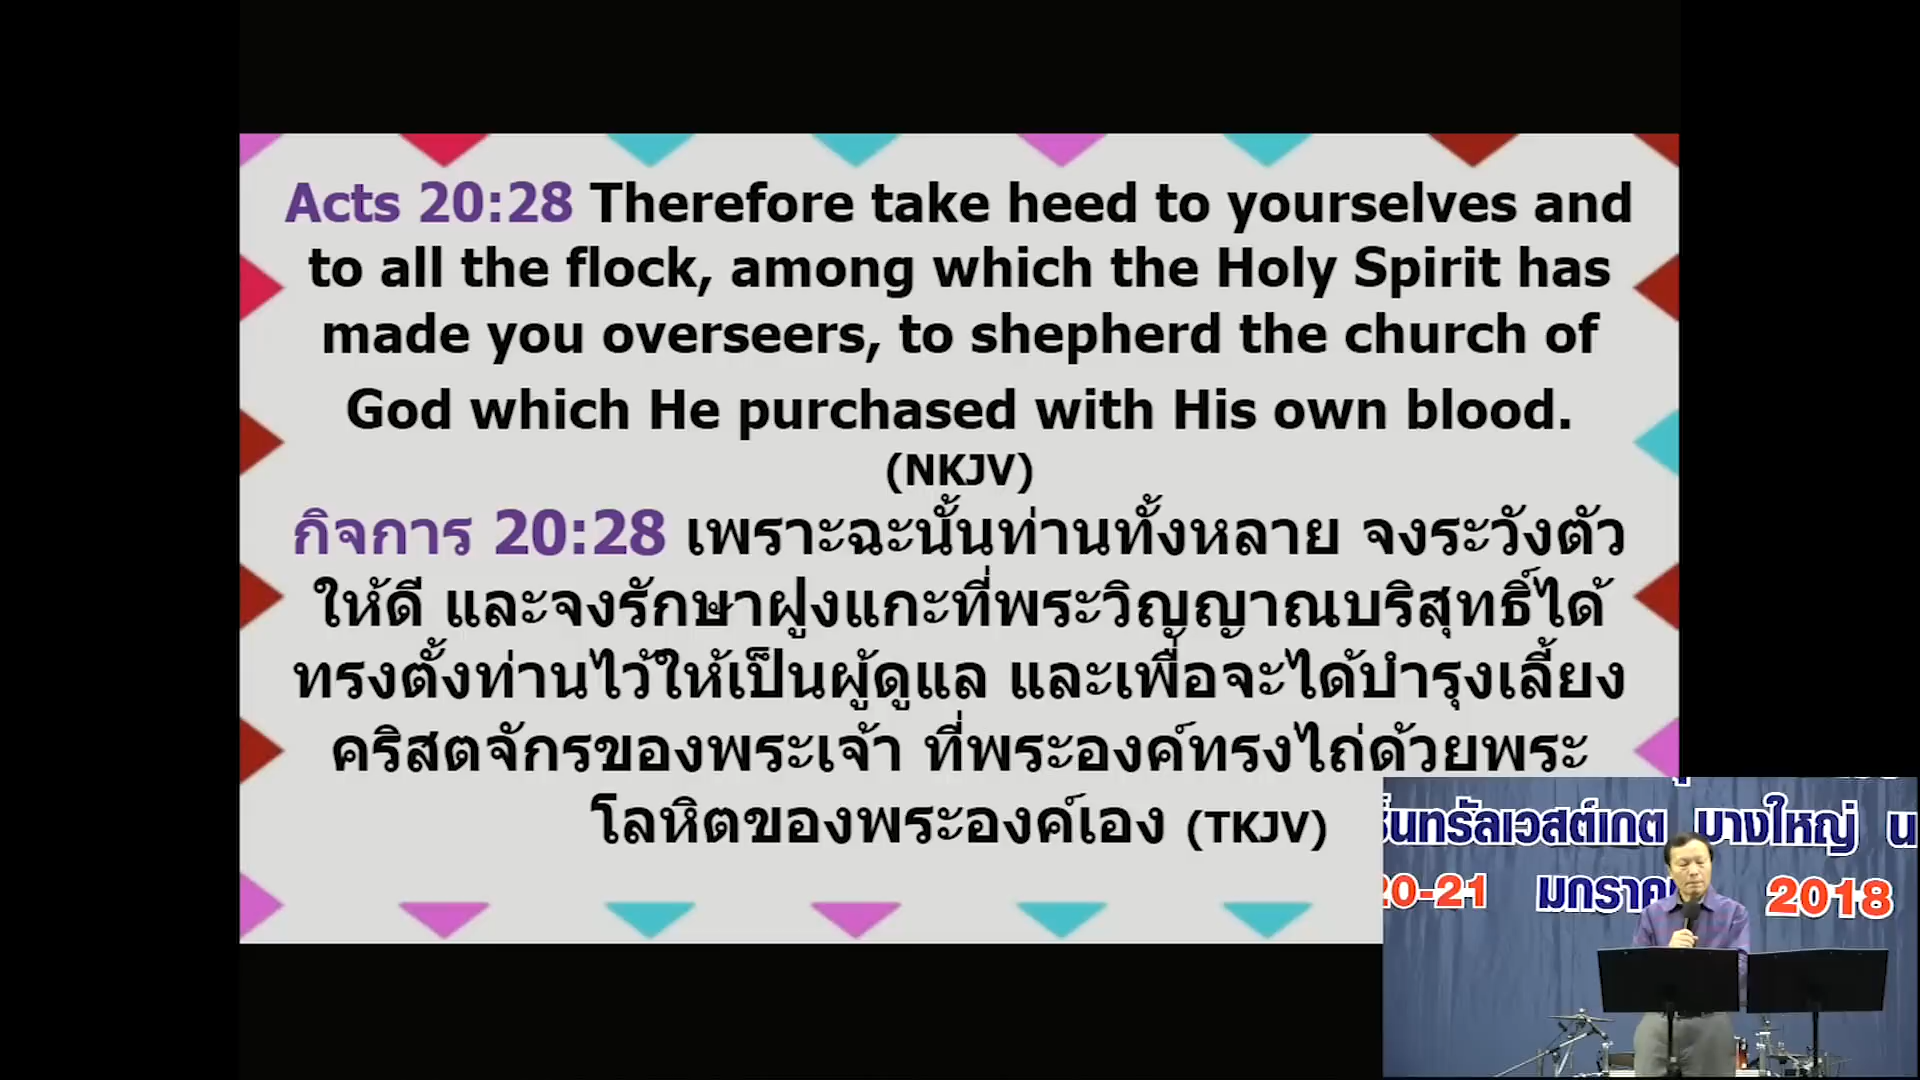 Acts 20:28 Therefore take heed to yourselves and
to all the flock, among which the Holy Spirit has
made you overseers, to shepherd the church of
God which He purchased with His own blood.
(NKJV)
กิจการ 20:28 เพราะฉะนั้นท่านทั้งหลาย จงระวังตัว
ให้ดี และจงรักษาฝูงแกะที่พระวิญญาณบริสุทธิ์ได้
ทรงตั้งท่านไว้ให้เป็นผู้ดูแล และเพื่อจะได้บำรุงเลี้ยง
คริสตจักรของพระเจ้า ที่พระองค์ทรงไถ่ด้วยพระ
โลหิตของพระองค์เอง (TKJV)
บางใหญ่
20-21 2018